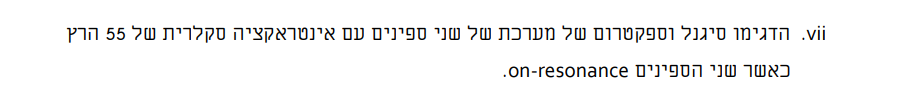 vii. הדגימו סיגנל וספקטרום של מערכת של שני ספינים עם אינטראקציה סקלרית של 55 הרץ
כאשר שני הספינים on-resonance.